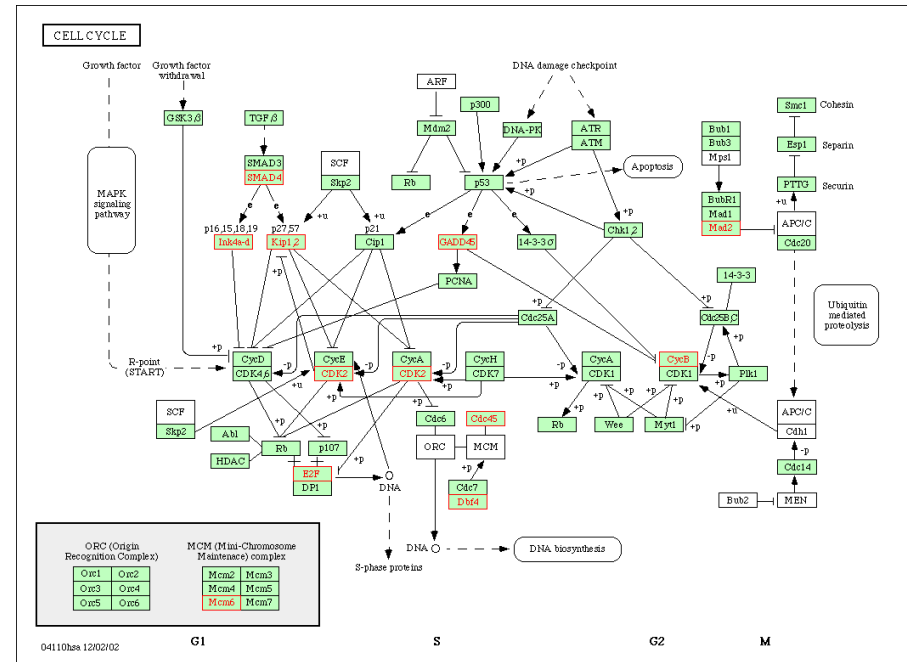 CELL CYCLE
Growth factor
Growth factor
withdrawal
DNA damage checkpoint
ARF
GSK3β
TGFβ
p300
Smc1
Cohesin
Mdm2
DNA-PK
ATR
ATM
Bub1
Bub3
Mps1
Esp1
Separin
SMAD3
SMAD4
SCF
Skp2
+p
Rb
p53
Apoptosis
MAPK
signaling
pathway
PTTG
Securin
BubR1
Mad1
Mad2
+u
e
e
+u
+u
e
e
e
+p
+p
p16,15,18,19
Ink4a-d
p27,57
Kip1,2
p21
Cip1
GADD45
14-3-3σ
Chk1,2
APC/C
Cdc20
+p
PCNA
14-3-3
Cdc25A
+p
+p
Cdc25B,C
Ubiquitin
mediated
proteolysis
R-point
(START)
+p
CycD
CDK4,6
-p
CycE
CDK2
-p
CycA
CDK2
-p
+p
CycH
CDK7
-p
+p
CycA
CDK1
CycB
CDK1
-p
+p
+p
Plk1
+u
SCF
Skp2
+p
+p
+p
+p
+p
+p
+p
+p
+p
+p
+u
APC/C
Cdh1
Abl
HDAC
Rb
p107
Cdc6
Cdc45
Rb
Wee
Myt1
ORC
MCM
-p
E2F
DP1
+p
DNA
+p
Cdc7
Dbf4
Cdc14
Bub2
MEN
DNA
DNA biosynthesis
S-phase proteins
ORC (Origin
Recognition Complex)
Orc1 Orc2
Orc3 Orc4
Orc5 Orc6
MCM (Mini-Chromosome
Maintenace) complex
Mcm2 Mcm3
Mcm4 Mcm5
Mcm6 Mcm7
04110hsa 12/02/02
G1
S
G2
M